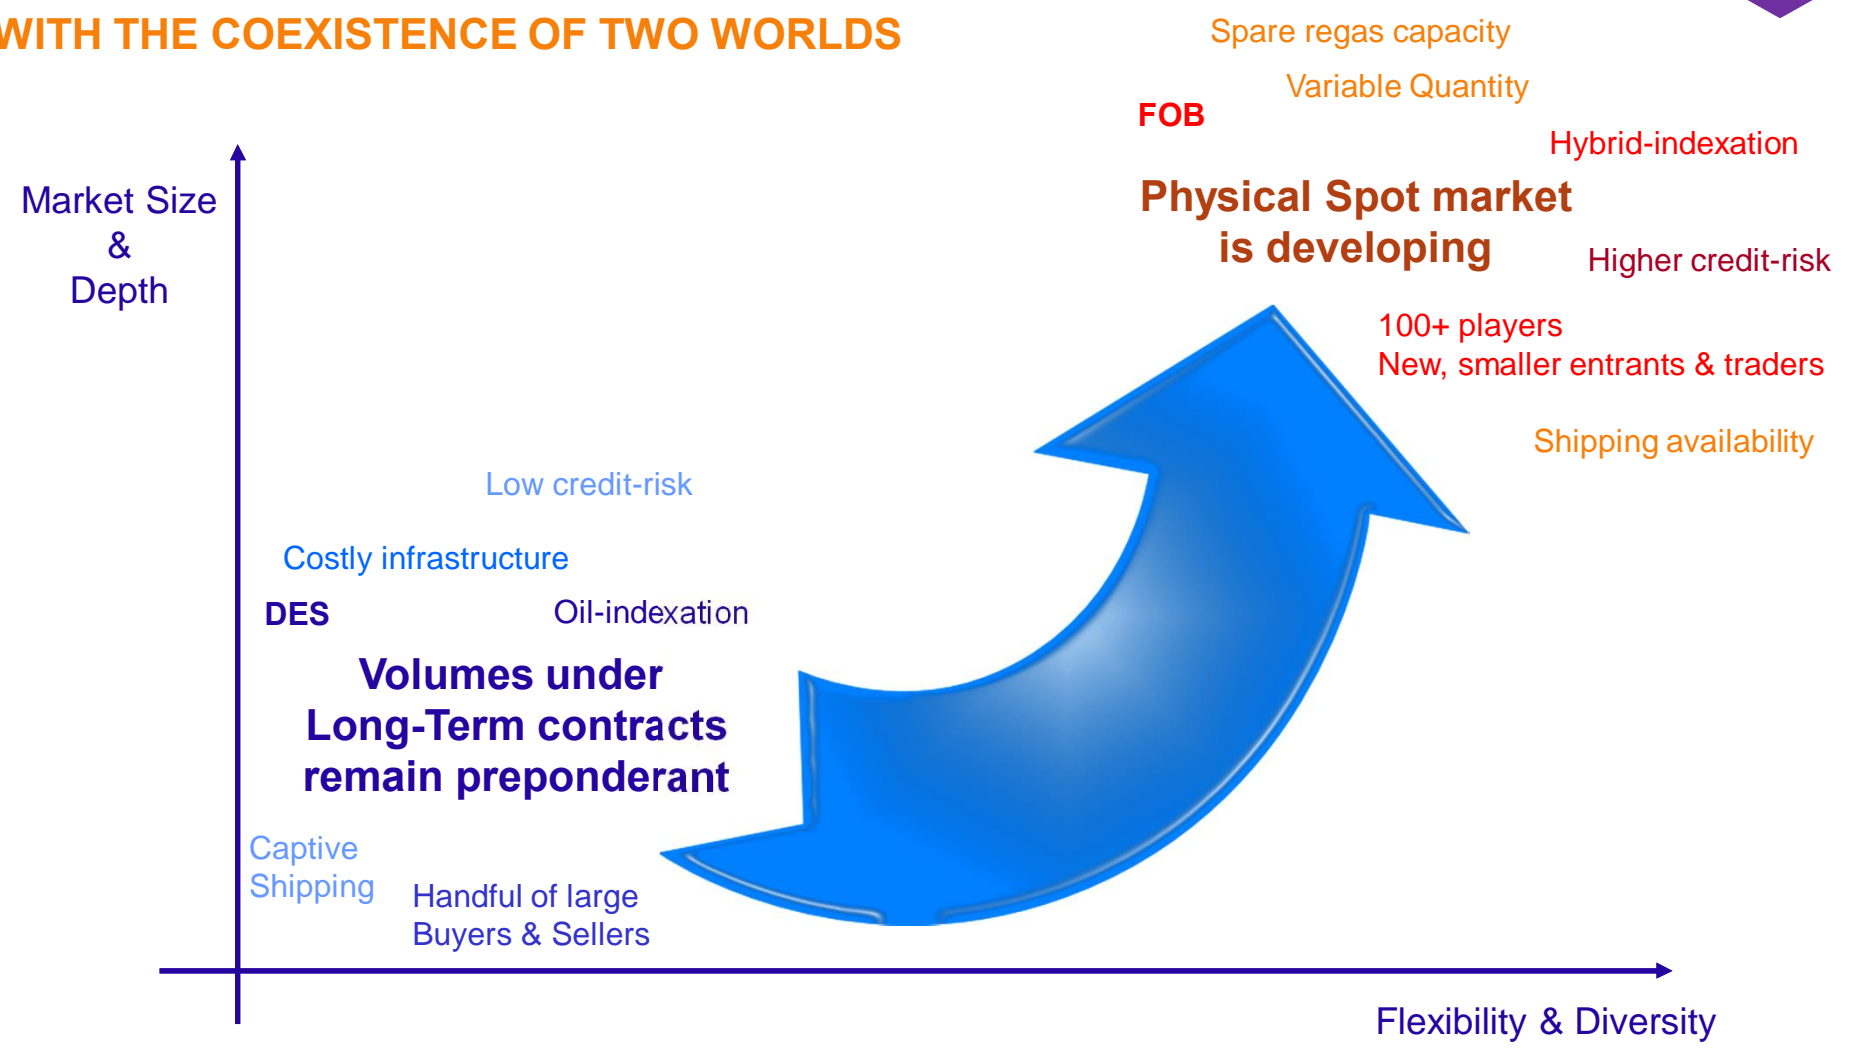 WITH THE COEXISTENCE OF TWO WORLDS
Spare regas capacity
Variable Quantity
FOB
Hybrid-indexation
Market Size
&
Depth
Physical Spot market
is developing
Higher credit-risk
100+ players
New, smaller entrants & traders
Shipping availability
Low credit-risk
Costly infrastructure
DES
Oil-indexation
Volumes under
Long-Term contracts
remain preponderant
Captive
Shipping
Handful of large
Buyers & Sellers
Flexibility & Diversity